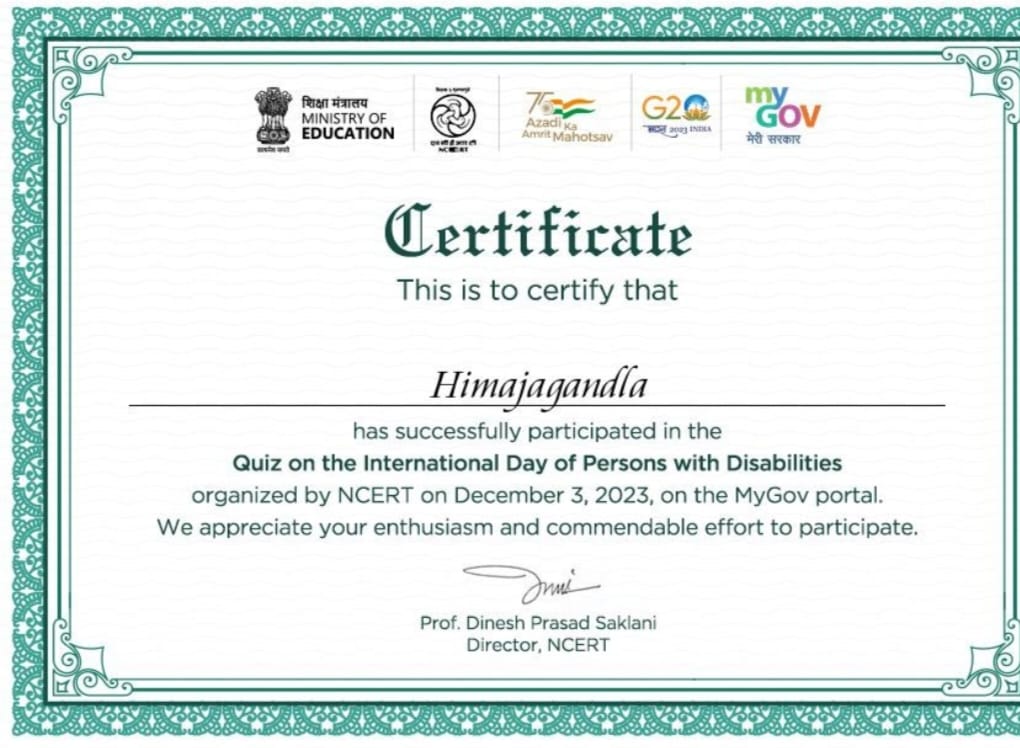 शिक्षा मंत्रालय
MINISTRY OF
EDUCATION
एन सी ई आर टी
NCERT
75
Azadi Ka
Amrit Mahotsav
G20
भारत 2023 INDIA
my
GOV
मेरी सरकार
Certificate
This is to certify that
Himajagandla
has successfully participated in the
Quiz on the International Day of Persons with Disabilities
organized by NCERT on December 3, 2023, on the MyGov portal.
We appreciate your enthusiasm and commendable effort to participate.
Prof. Dinesh Prasad Saklani
Director, NCERT